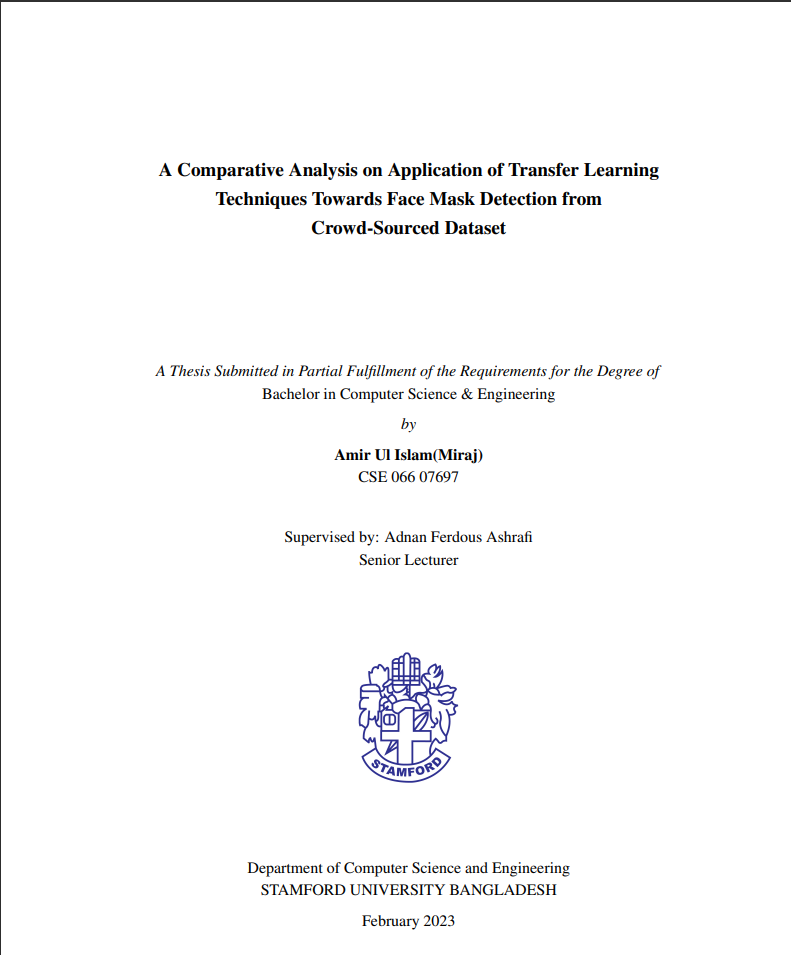 A Comparative Analysis on Application of Transfer Learning
Techniques Towards Face Mask Detection from
Crowd-Sourced Dataset
A Thesis Submitted in Partial Fulfillment of the Requirements for the Degree of
Bachelor in Computer Science & Engineering
by
Amir Ul Islam(Miraj)
CSE 066 07697
Supervised by: Adnan Ferdous Ashrafi
Senior Lecturer
STAMFORD
Department of Computer Science and Engineering
STAMFORD UNIVERSITY BANGLADESH
February 2023